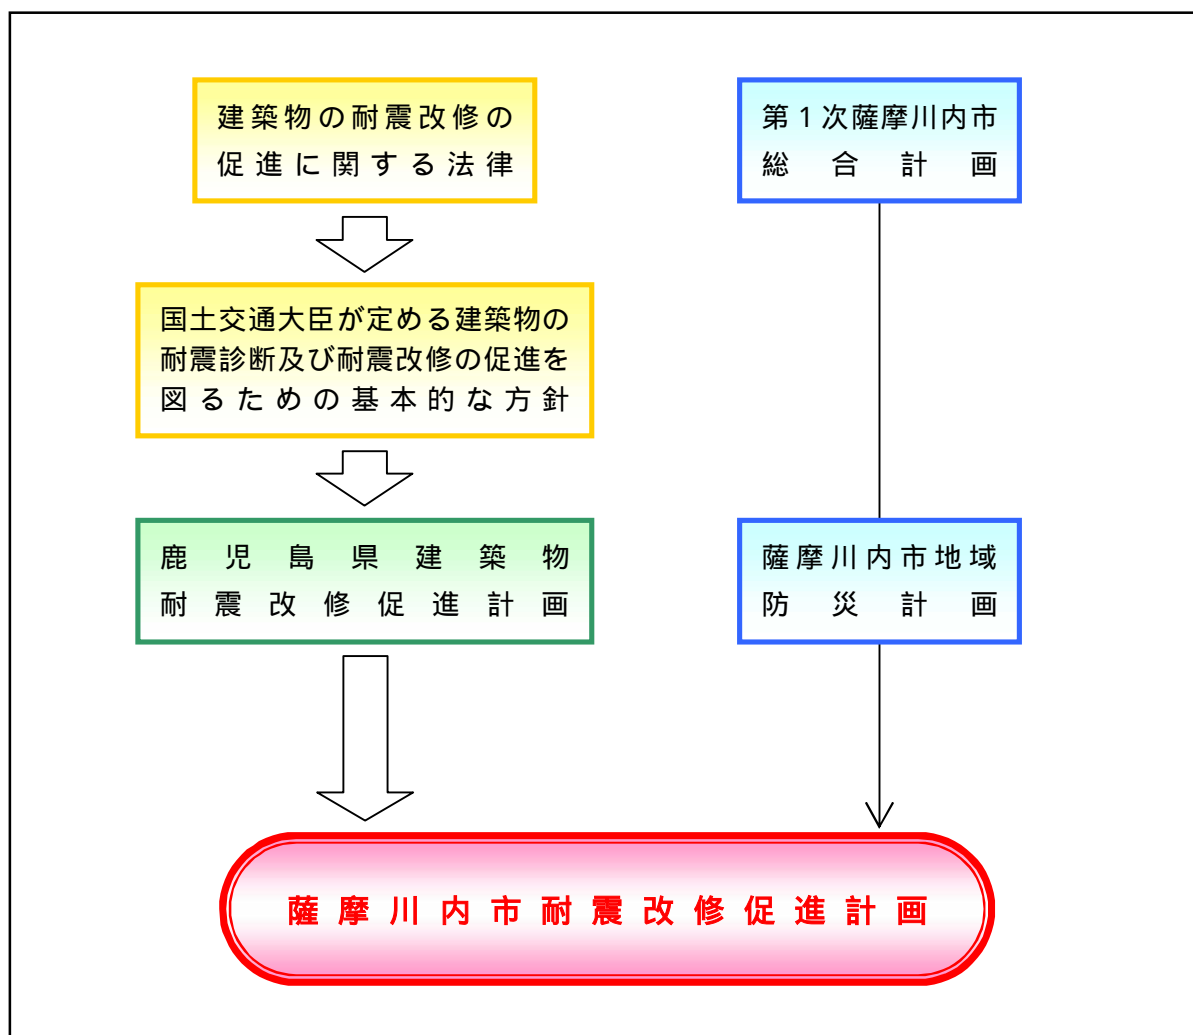 建築物の耐震改修の
促進に関する法律
国土交通大臣が定める建築物の
耐震診断及び耐震改修の促進を
図るための基本的な方針
鹿児島県建築物
耐震改修促進計画
第1次薩摩川内市
総合計画
薩摩川内市地域
防災計画
薩摩川内市耐震改修促進計画